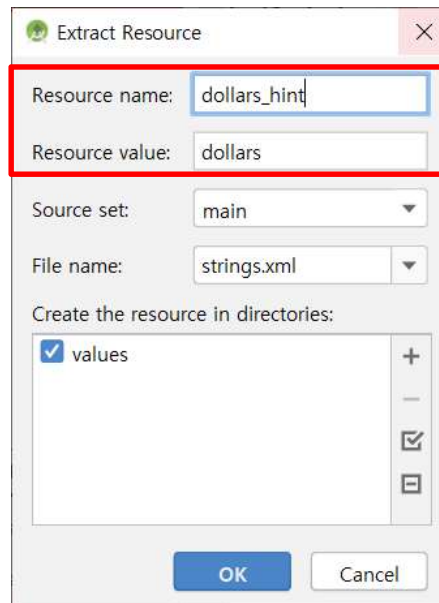 Extract Resource
Resource name: dollars_hint
Resource value: dollars
Source set: main
File name: strings.xml
Create the resource in directories:
values
OK Cancel